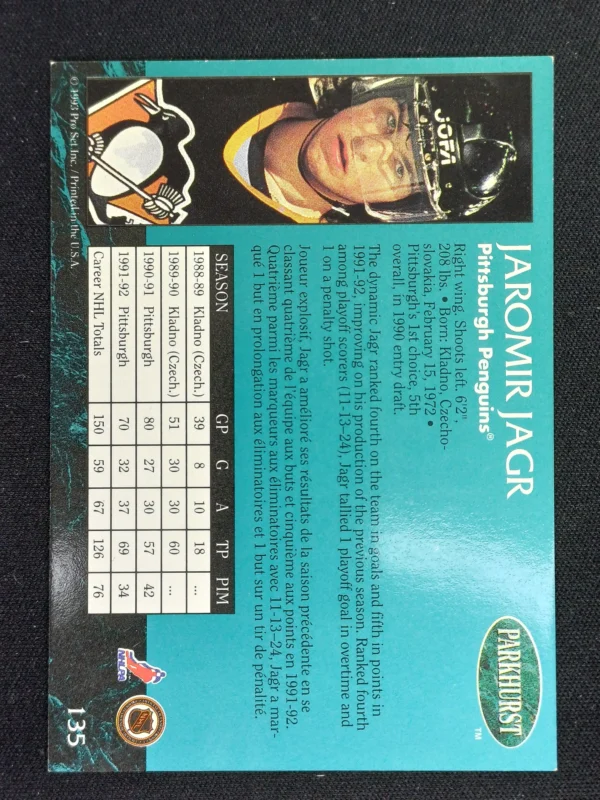 JAROMIR JAGR
Pittsburgh Penguins®
PARKHURST
TM
JOFA
Right wing. Shoots left. 6'2",
208 lbs. • Born: Kladno, Czecho-
slovakia, February 15, 1972 •
Pittsburgh's 1st choice, 5th
overall, in 1990 entry draft.
The dynamic Jagr ranked fourth on the team in goals and fifth in points in
1991-92, improving on his production of the previous season. Ranked fourth
among playoff scorers (11-13–24), Jagr tallied 1 playoff goal in overtime and
1 on a penalty shot.
Joueur explosif, Jagr a amélioré ses résultats de la saison précédente en se
classant quatrième de l'équipe aux buts et cinquième aux points en 1991-92.
Quatrième parmi les marqueurs aux éliminatoires avec 11-13–24, Jagr a mar-
qué 1 but en prolongation aux éliminatoires et 1 but sur un tir de pénalité.
SEASON GP G A TP PIM
1988-89 Kladno (Czech.) 39 8 10 18 ...
1989-90 Kladno (Czech.) 51 30 30 60 ...
1990-91 Pittsburgh 80 27 30 57 42
1991-92 Pittsburgh 70 32 37 69 34
Career NHL Totals 150 59 67 126 76
NHLPA
NHL
135
© 1993 Pro Set, Inc. / Printed in the U.S.A.